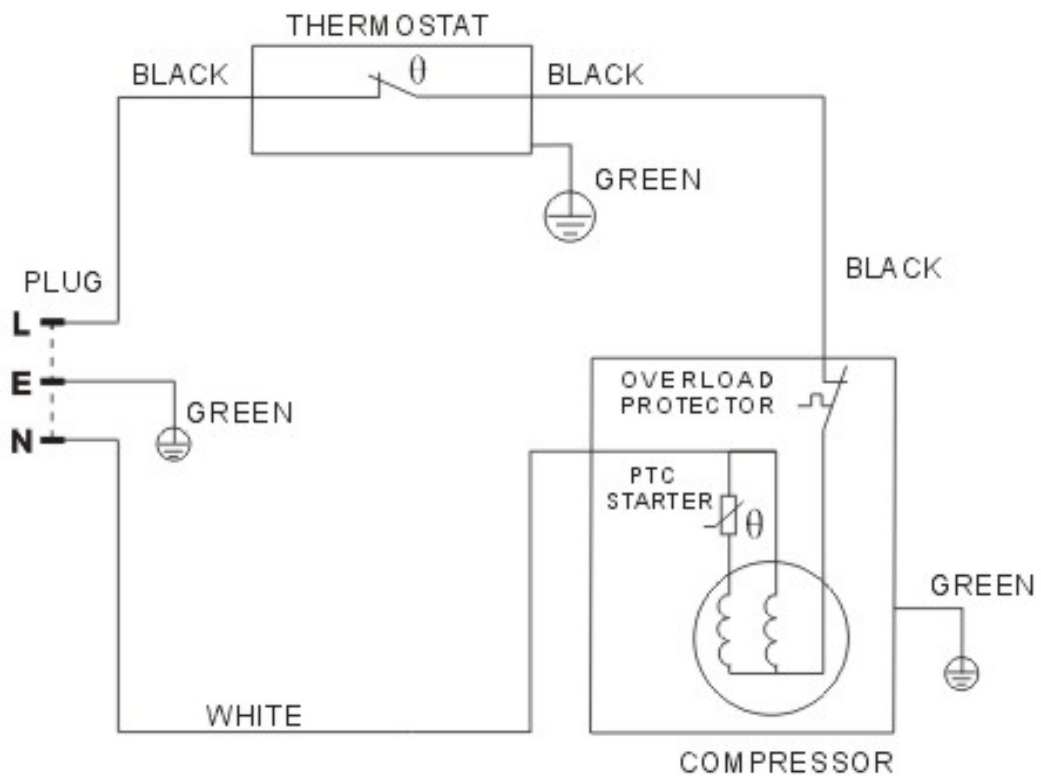 THERMOSTAT
BLACK
θ
BLACK
GREEN
PLUG
BLACK
L
E
GREEN
N
OVERLOAD
PROTECTOR
PTC
STARTER
θ
GREEN
WHITE
COMPRESSOR